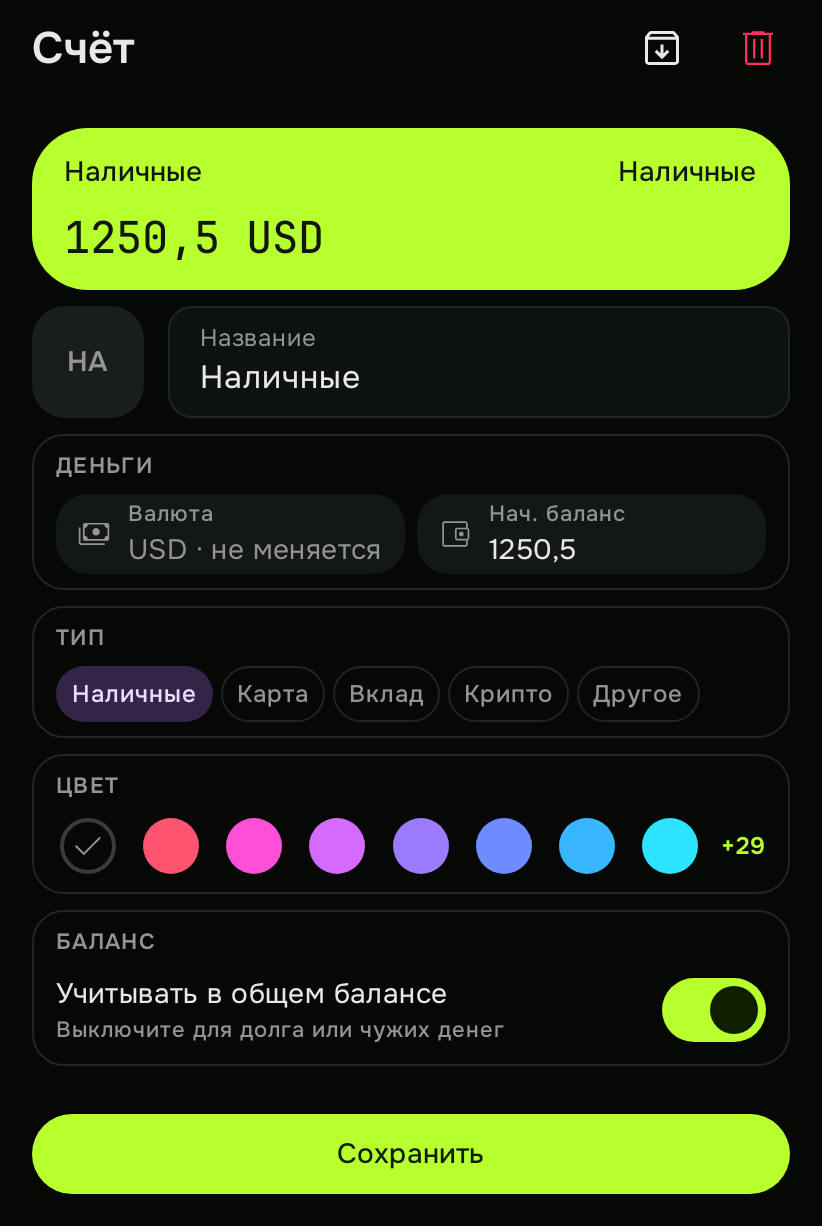 Счёт
Наличные Наличные
1250,5 USD
НА
Название
Наличные
ДЕНЬГИ
Валюта
USD · не меняется
Нач. баланс
1250,5
ТИП
Наличные Карта Вклад Крипто Другое
ЦВЕТ
+29
БАЛАНС
Учитывать в общем балансе
Выключите для долга или чужих денег
Сохранить